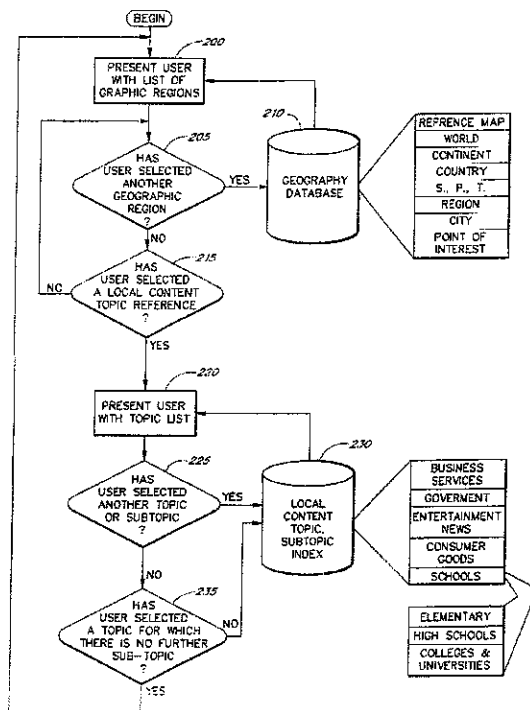 BEGIN
200
PRESENT USER
WITH LIST OF
GRAPHIC REGIONS
205
HAS
USER SELECTED
ANOTHER
GEOGRAPHIC
REGION
?
YES
NO
210
GEOGRAPHY
DATABASE
REFRENCE MAP
WORLD
CONTINENT
COUNTRY
S., P., T.
REGION
CITY
POINT OF
INTEREST
215
HAS
USER SELECTED
A LOCAL CONTENT
TOPIC REFERENCE
?
NO
YES
220
PRESENT USER
WITH TOPIC LIST
225
HAS
USER SELECTED
ANOTHER TOPIC
OR SUBTOPIC
?
YES
NO
230
LOCAL
CONTENT
TOPIC,
SUBTOPIC
INDEX
BUSINESS
SERVICES
GOVERMENT
ENTERTAINMENT
NEWS
CONSUMER
GOODS
SCHOOLS
ELEMENTARY
HIGH SCHOOLS
COLLEGES &
UNIVERSITIES
235
HAS
USER SELECTED
A TOPIC FOR WHICH
THERE IS NO FURTHER
SUB-TOPIC
?
NO
YES